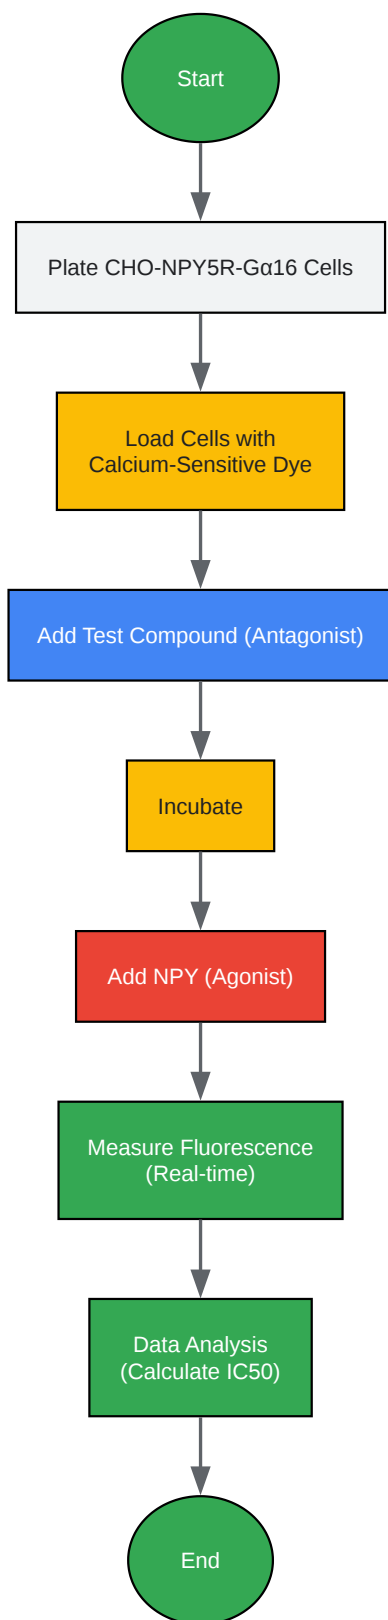 Start
Plate CHO-NPY5R-Gα16 Cells
Load Cells with
Calcium-Sensitive Dye
Add Test Compound (Antagonist)
Incubate
Add NPY (Agonist)
Measure Fluorescence
(Real-time)
Data Analysis
(Calculate IC50)
End